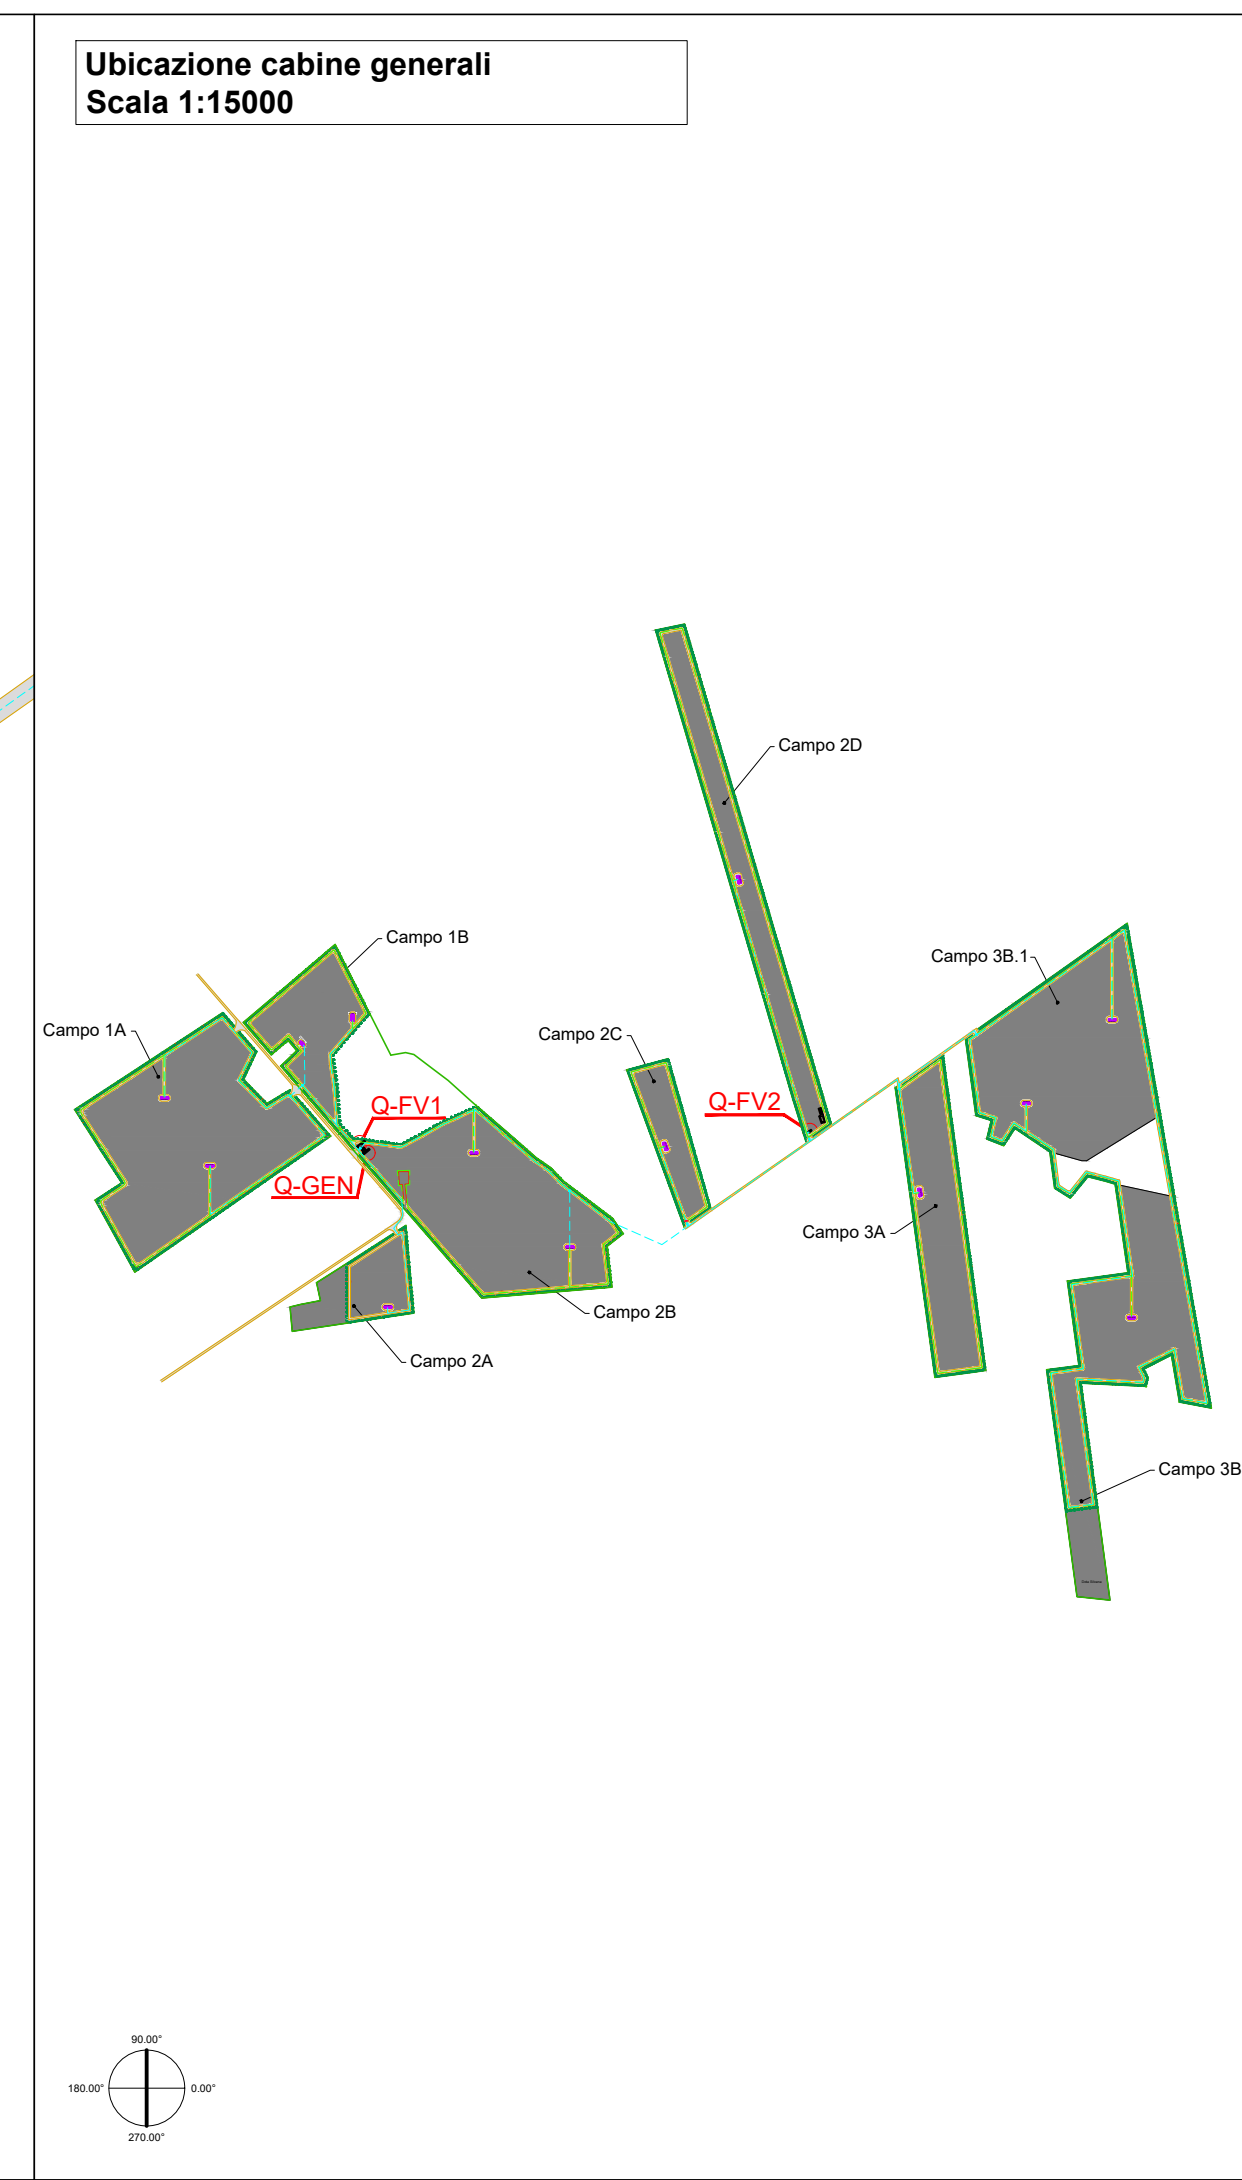 Ubicazione cabine generali
Scala 1:15000
Campo 2D
Campo 1B
Campo 3B.1
Campo 1A
Campo 2C
Q-FV1
Q-FV2
Q-GEN
Campo 3A
Campo 2B
Campo 2A
Campo 3B
90.00°
180.00°
0.00°
270.00°